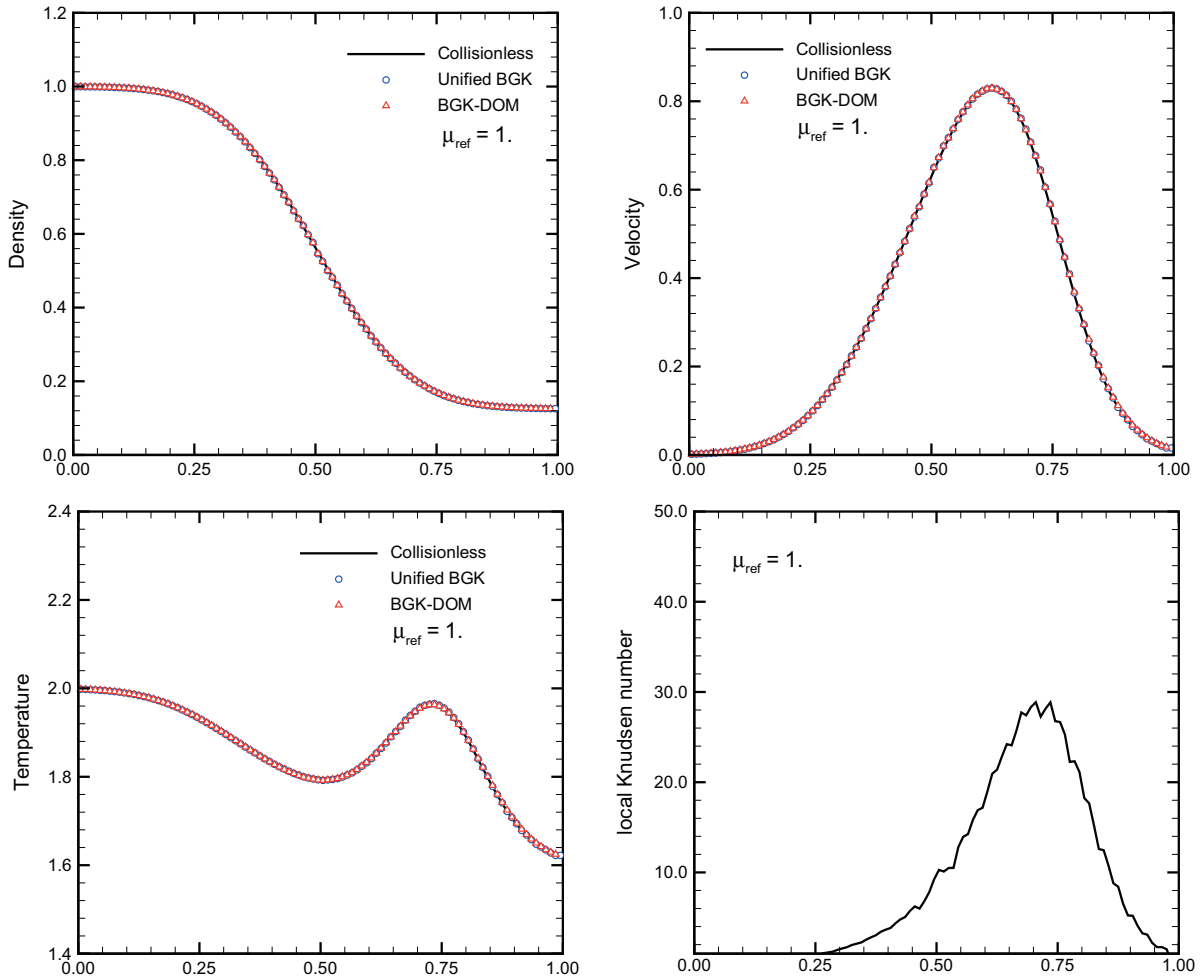 1.2
1.0
0.8
0.6
0.4
0.2
0.0
Density
Collisionless
Unified BGK
BGK-DOM
μref = 1.
0.00 0.25 0.50 0.75 1.00
1.0
0.8
0.6
0.4
0.2
0.0
Velocity
Collisionless
Unified BGK
BGK-DOM
μref = 1.
0.00 0.25 0.50 0.75 1.00
2.4
2.2
2.0
1.8
1.6
1.4
Temperature
Collisionless
Unified BGK
BGK-DOM
μref = 1.
0.00 0.25 0.50 0.75 1.00
50.0
40.0
30.0
20.0
10.0
local Knudsen number
μref = 1.
0.00 0.25 0.50 0.75 1.00